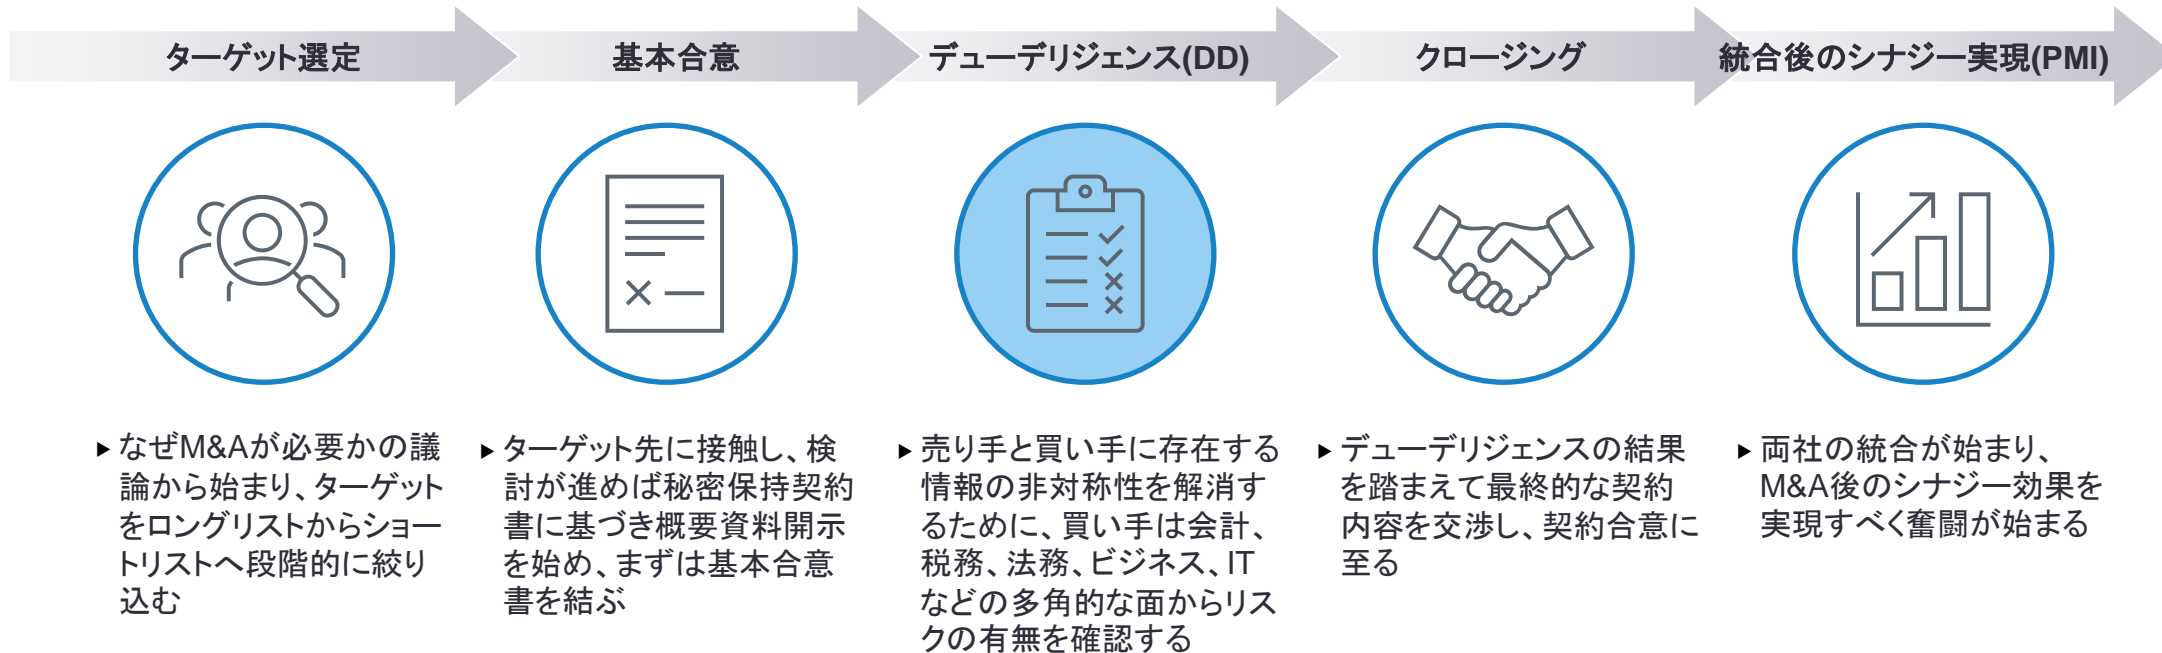 ターゲット選定
基本合意
デューデリジェンス(DD)
クロージング
統合後のシナジー実現(PMI)
▶ なぜM&Aが必要かの議
論から始まり、ターゲット
をロングリストからショー
トリストへ段階的に絞り
込む
▶ ターゲット先に接触し、検
討が進めば秘密保持契約
書に基づき概要資料開示
を始め、まずは基本合意
書を結ぶ
▶ 売り手と買い手に存在する
情報の非対称性を解消す
るために、買い手は会計、
税務、法務、ビジネス、IT
などの多角的な面からリス
クの有無を確認する
▶ デューデリジェンスの結果
を踏まえて最終的な契約
内容を交渉し、契約合意に
至る
▶ 両社の統合が始まり、
M&A後のシナジー効果を
実現すべく奮闘が始まる